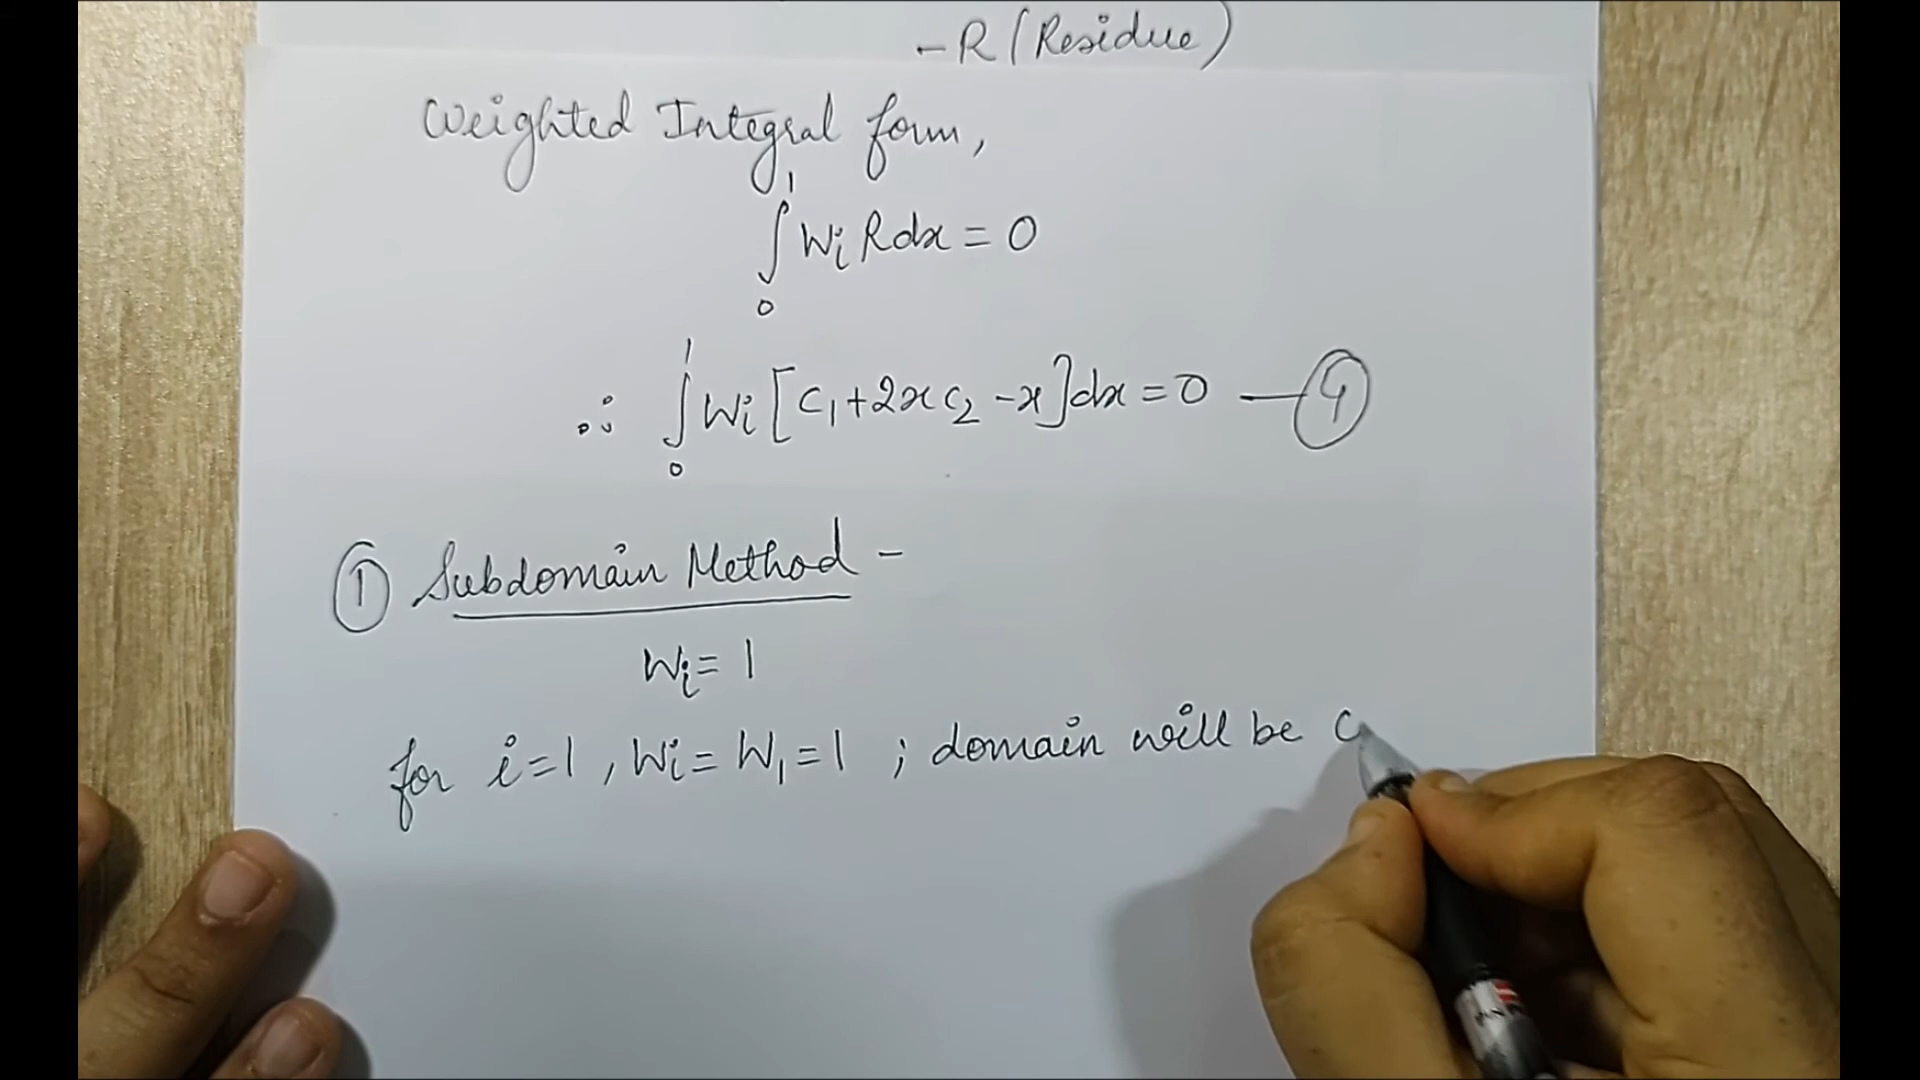 - R (Residue)
Weighted Integral form,
∫₀¹ Wi R dx = 0
∴ ∫₀¹ Wi [C₁ + 2x C₂ - x] dx = 0 — ④
① Subdomain Method -
Wi = 1
for i = 1, Wi = W₁ = 1 ; domain will be